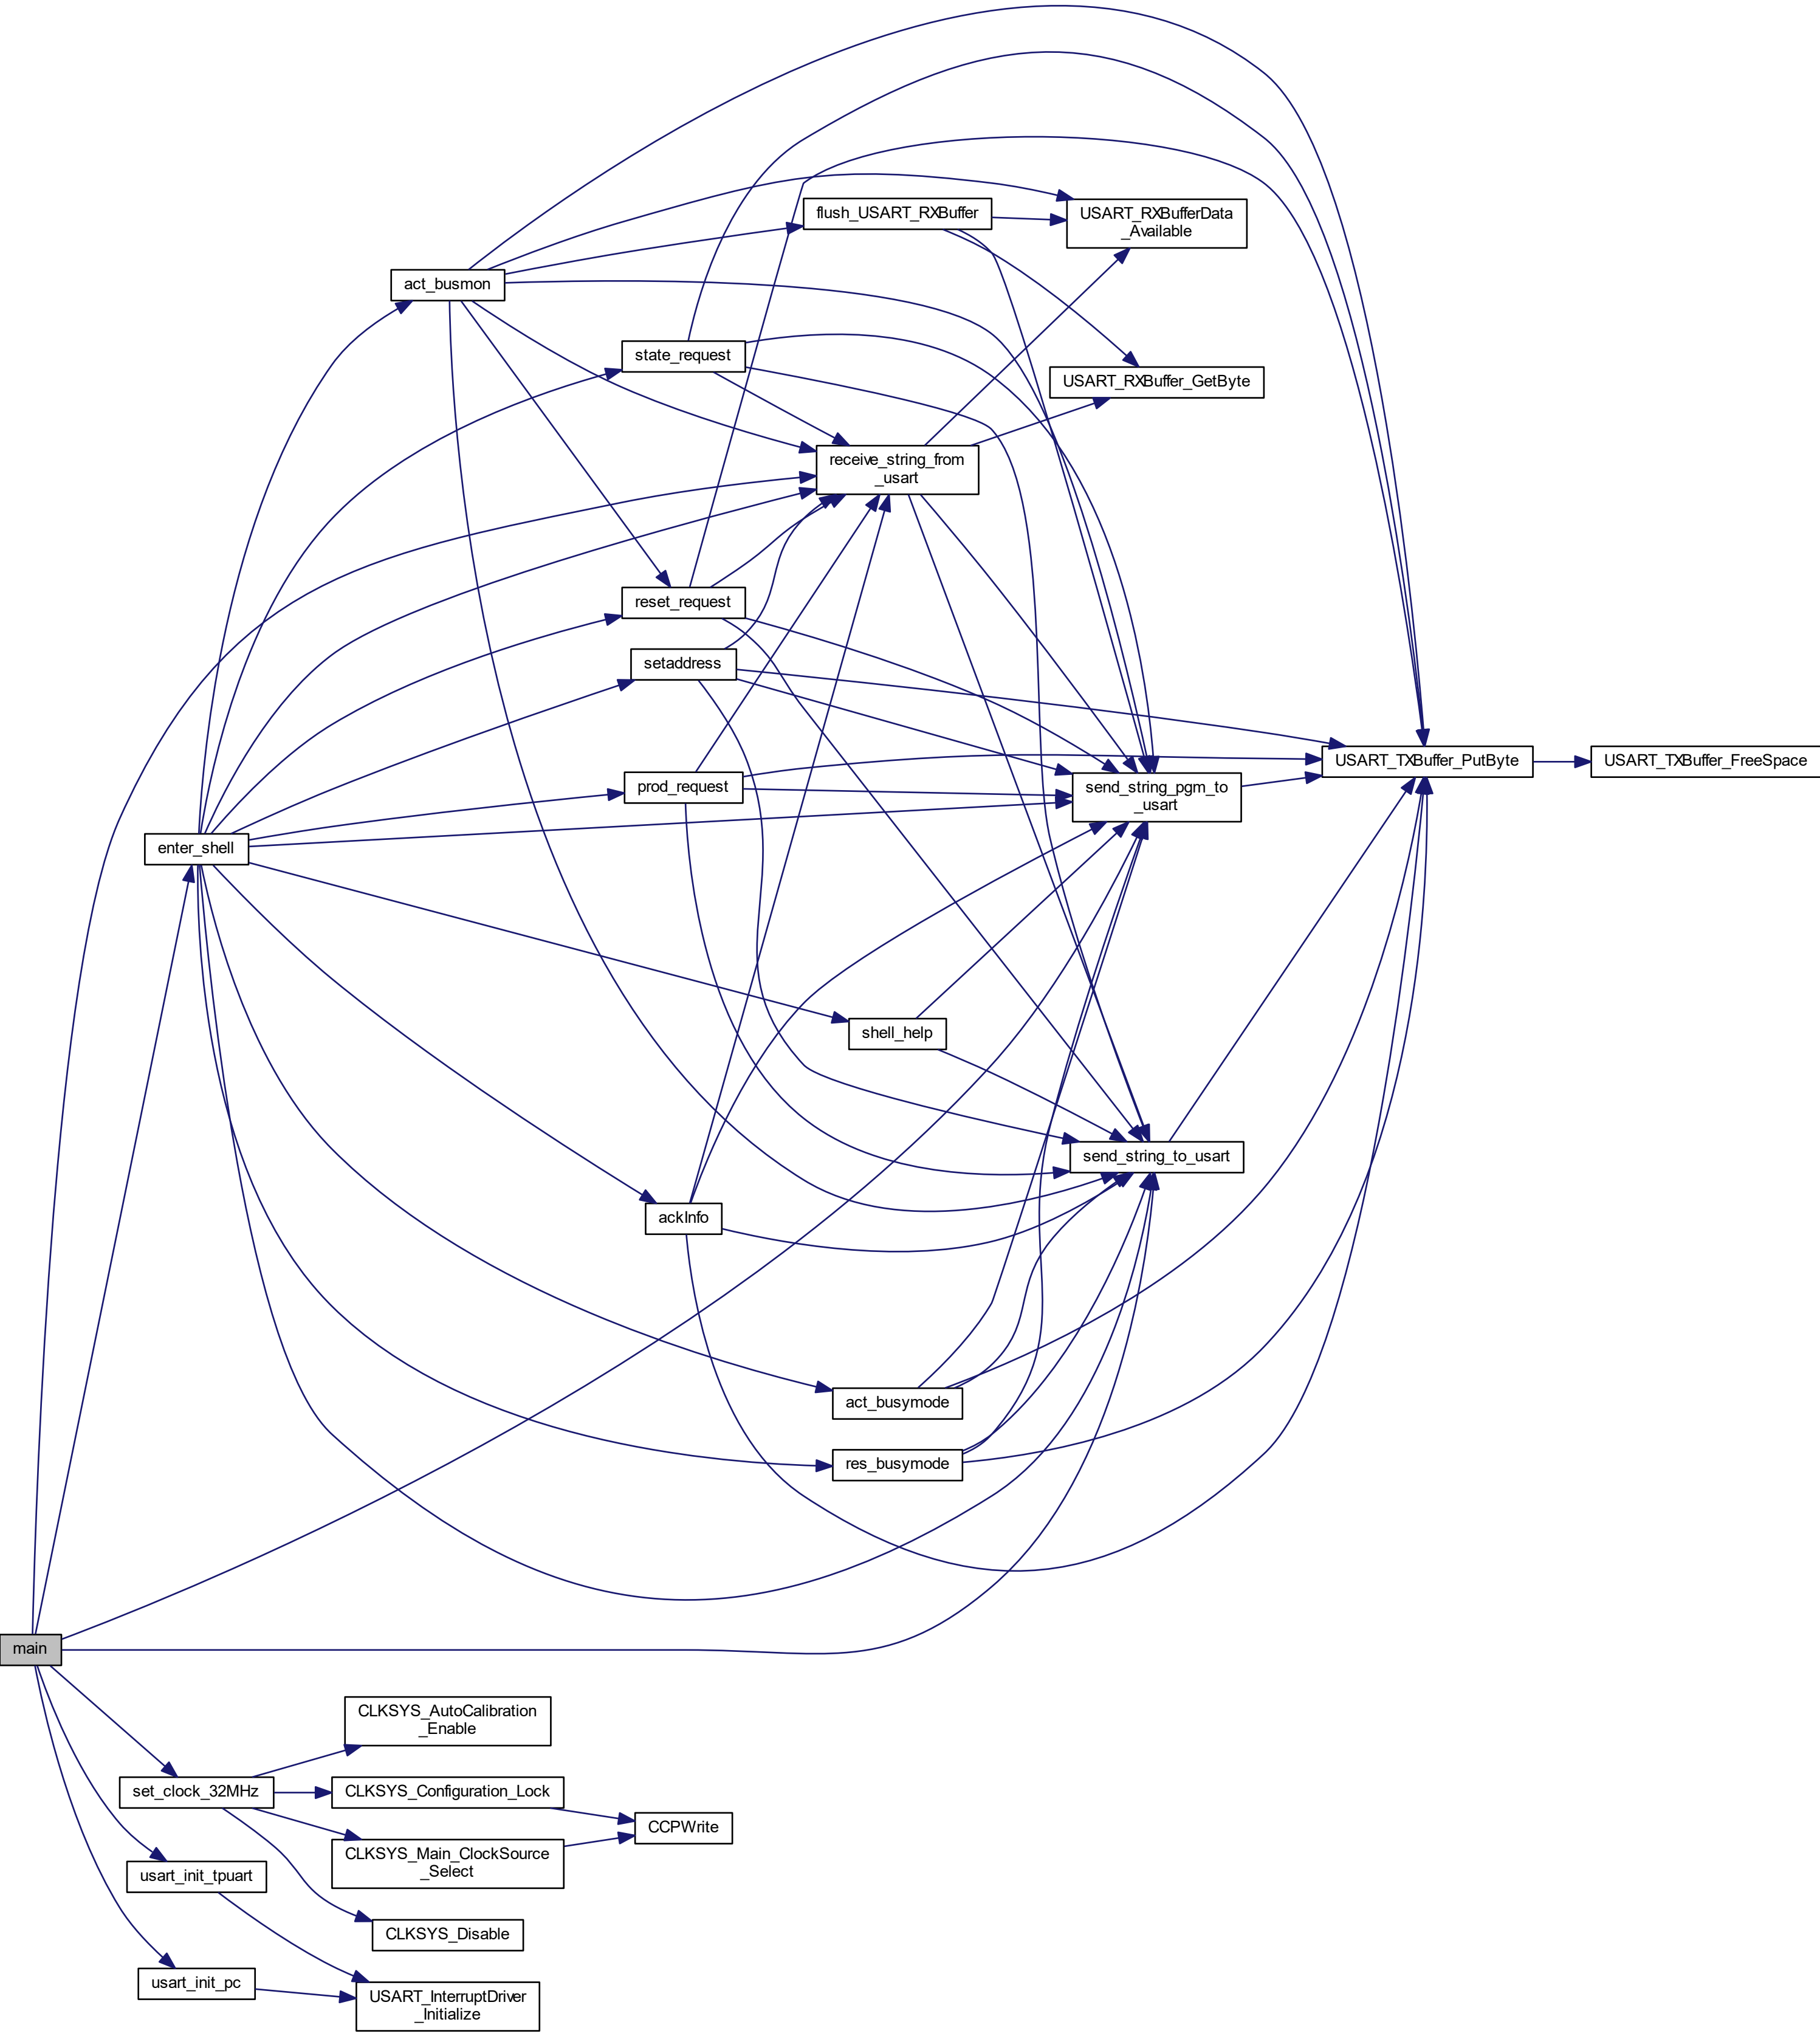 flush_USART_RXBuffer
USART_RXBufferData
_Available
act_busmon
state_request
USART_RXBuffer_GetByte
receive_string_from
_usart
reset_request
setaddress
USART_TXBuffer_PutByte
USART_TXBuffer_FreeSpace
prod_request
send_string_pgm_to
_usart
enter_shell
shell_help
send_string_to_usart
ackInfo
act_busymode
res_busymode
main
CLKSYS_AutoCalibration
_Enable
set_clock_32MHz
CLKSYS_Configuration_Lock
CCPWrite
CLKSYS_Main_ClockSource
_Select
usart_init_tpuart
CLKSYS_Disable
usart_init_pc
USART_InterruptDriver
_Initialize